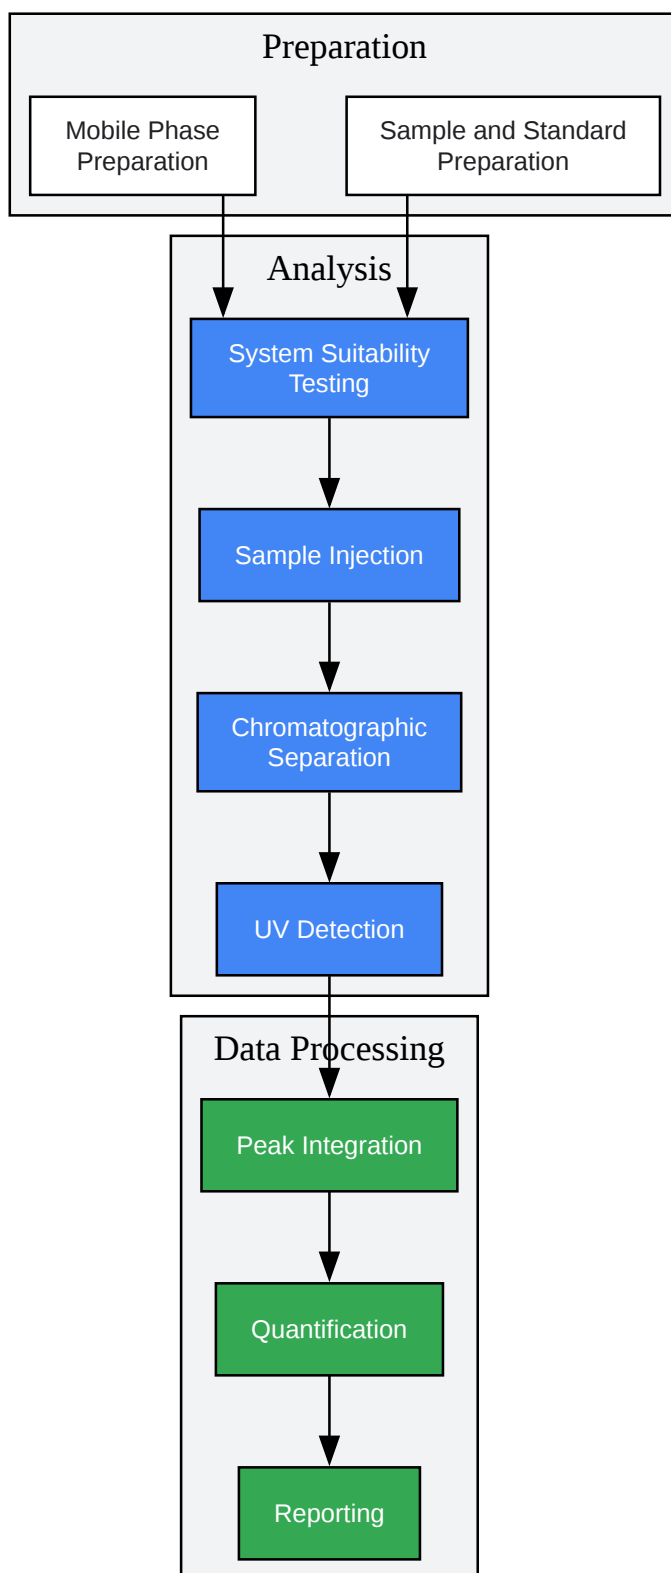 Preparation
Mobile Phase
Preparation
Sample and Standard
Preparation
Analysis
System Suitability
Testing
Sample Injection
Chromatographic
Separation
UV Detection
Data Processing
Peak Integration
Quantification
Reporting